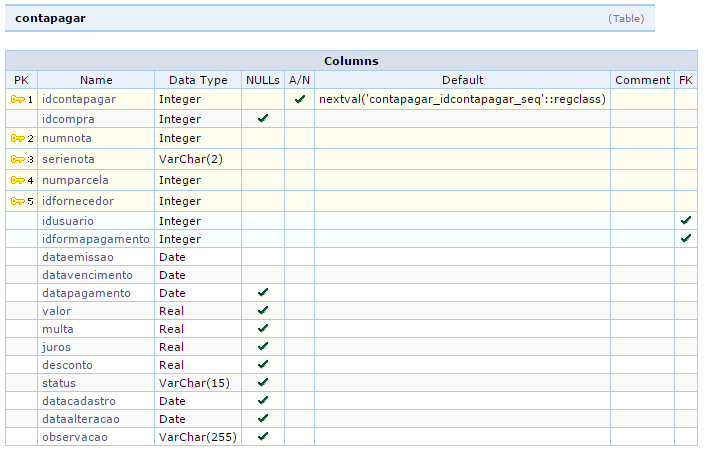 contapagar (Table)
Columns
PK Name Data Type NULLs A/N Default Comment FK
1 idcontapagar Integer nextval('contapagar_idcontapagar_seq'::regclass)
idcompra Integer
2 numnota Integer
3 serienota VarChar(2)
4 numparcela Integer
5 idfornecedor Integer
idusuario Integer
idformapagamento Integer
dataemissao Date
datavencimento Date
datapagamento Date
valor Real
multa Real
juros Real
desconto Real
status VarChar(15)
datacadastro Date
dataalteracao Date
observacao VarChar(255)